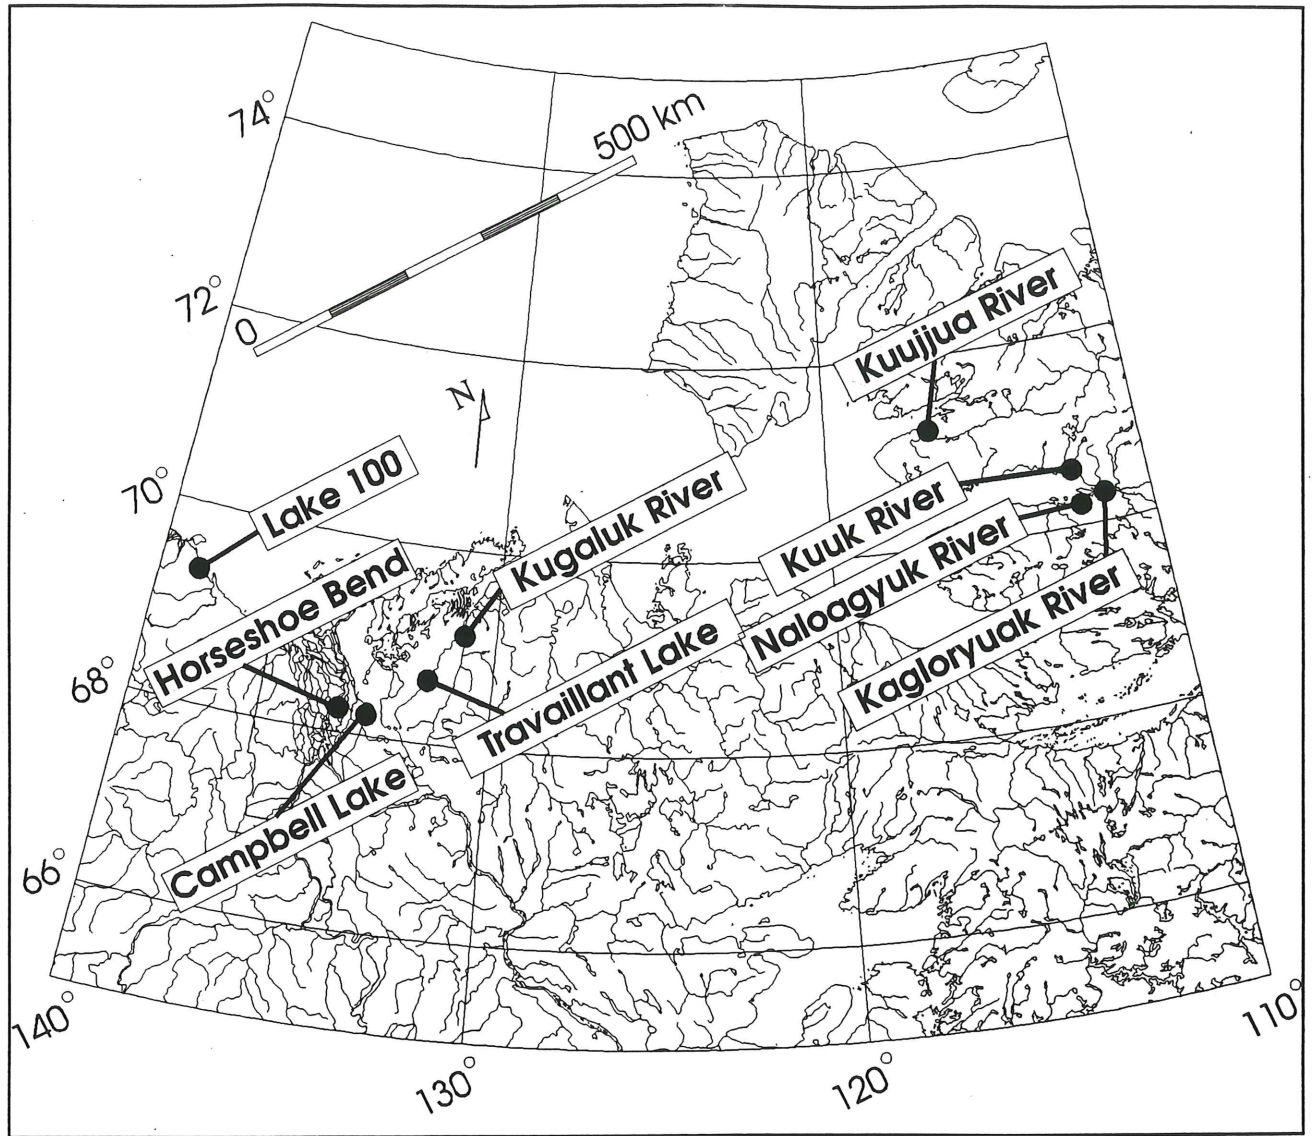 74°
500 km
72°
0
Kuujjua River
N
70°
Lake 100
Kugaluk River
Kuuk River
Horseshoe Bend
Naloagyuk River
68°
Travaillant Lake
Kagloryuak River
Campbell Lake
66°
140°
110°
130°
120°